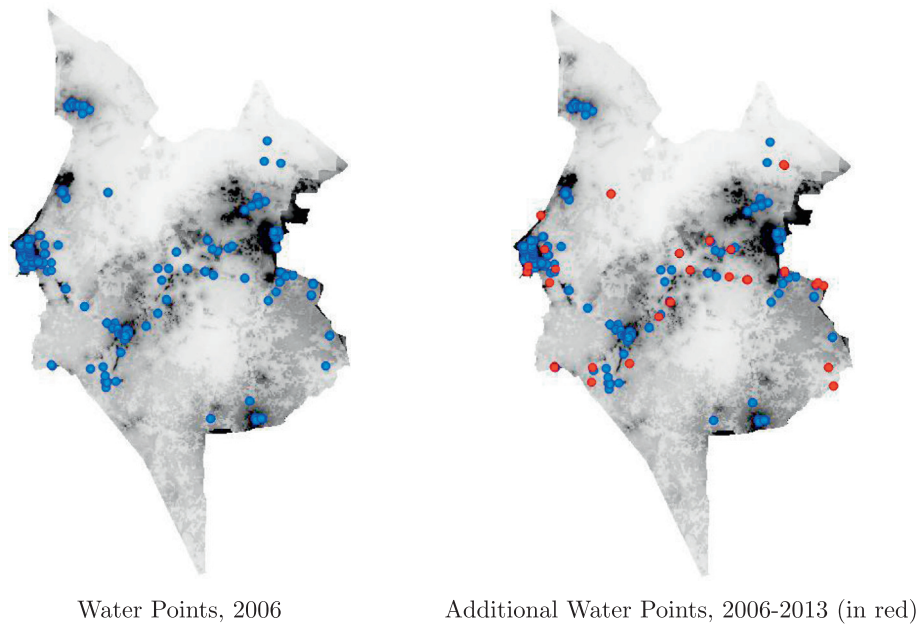 Water Points, 2006
Additional Water Points, 2006-2013 (in red)